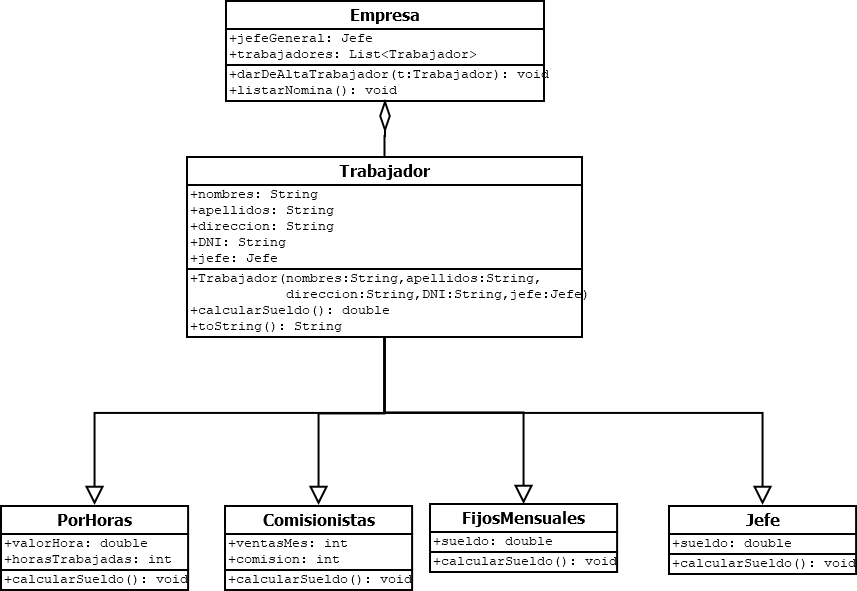 Empresa
+jefeGeneral: Jefe
+trabajadores: List<Trabajador>
+darDeAltaTrabajador(t:Trabajador): void
+listarNomina(): void
Trabajador
+nombres: String
+apellidos: String
+direccion: String
+DNI: String
+jefe: Jefe
+Trabajador(nombres:String,apellidos:String,
direccion:String,DNI:String,jefe:Jefe)
+calcularSueldo(): double
+toString(): String
PorHoras
+valorHora: double
+horasTrabajadas: int
+calcularSueldo(): void
Comisionistas
+ventasMes: int
+comision: int
+calcularSueldo(): void
FijosMensuales
+sueldo: double
+calcularSueldo(): void
Jefe
+sueldo: double
+calcularSueldo(): void